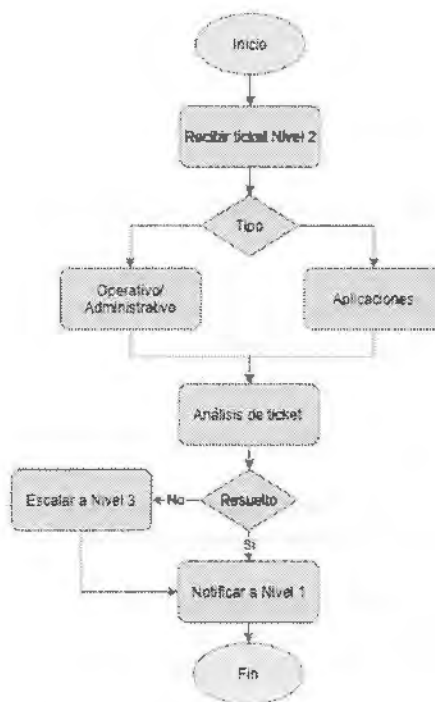 Inicio
Recibir ticket Nivel 2
Tipo
Operativo/
Administrativo
Aplicaciones
Análisis de ticket
Escalar a Nivel 3
No
Resuelto
Si
Notificar a Nivel 1
Fin